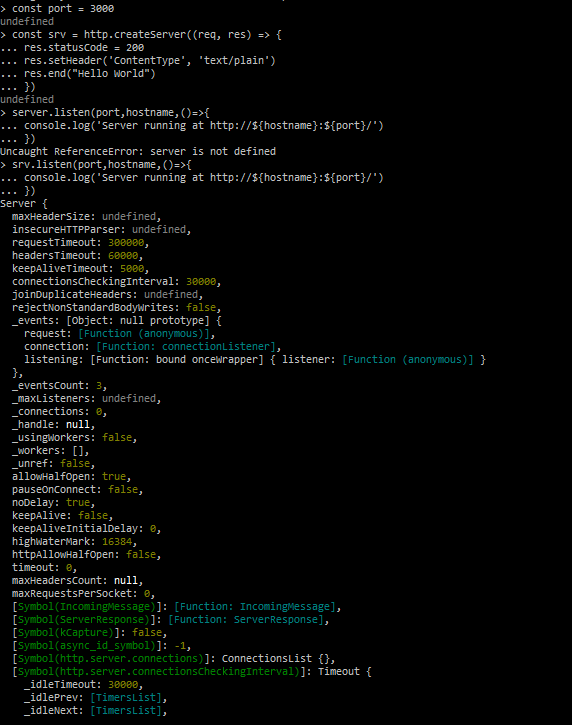 > const port = 3000
undefined
> const srv = http.createServer((req, res) => {
... res.statusCode = 200
... res.setHeader('ContentType', 'text/plain')
... res.end("Hello World")
... })
undefined
> server.listen(port,hostname,()=>{
... console.log('Server running at http://${hostname}:${port}/')
... })
Uncaught ReferenceError: server is not defined
> srv.listen(port,hostname,()=>{
... console.log('Server running at http://${hostname}:${port}/')
... })
Server {
  maxHeaderSize: undefined,
  insecureHTTPParser: undefined,
  requestTimeout: 300000,
  headersTimeout: 60000,
  keepAliveTimeout: 5000,
  connectionsCheckingInterval: 30000,
  joinDuplicateHeaders: undefined,
  rejectNonStandardBodyWrites: false,
  _events: [Object: null prototype] {
    request: [Function (anonymous)],
    connection: [Function: connectionListener],
    listening: [Function: bound onceWrapper] { listener: [Function (anonymous)] }
  },
  _eventsCount: 3,
  _maxListeners: undefined,
  _connections: 0,
  _handle: null,
  _usingWorkers: false,
  _workers: [],
  _unref: false,
  allowHalfOpen: true,
  pauseOnConnect: false,
  noDelay: true,
  keepAlive: false,
  keepAliveInitialDelay: 0,
  highWaterMark: 16384,
  httpAllowHalfOpen: false,
  timeout: 0,
  maxHeadersCount: null,
  maxRequestsPerSocket: 0,
  [Symbol(IncomingMessage)]: [Function: IncomingMessage],
  [Symbol(ServerResponse)]: [Function: ServerResponse],
  [Symbol(kCapture)]: false,
  [Symbol(async_id_symbol)]: -1,
  [Symbol(http.server.connections)]: ConnectionsList {},
  [Symbol(http.server.connectionsCheckingInterval)]: Timeout {
    _idleTimeout: 30000,
    _idlePrev: [TimersList],
    _idleNext: [TimersList],